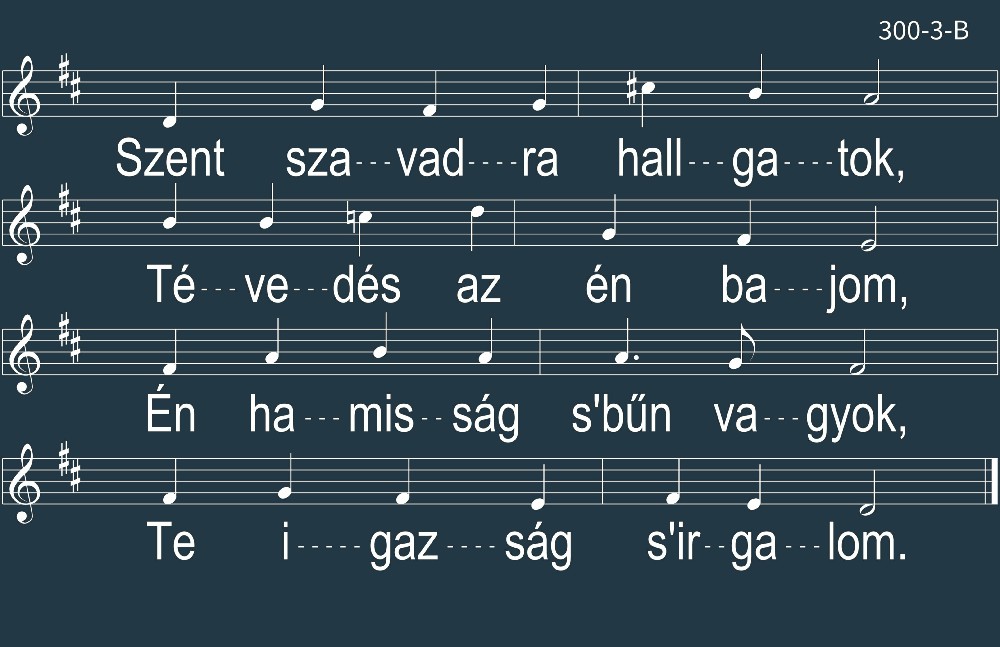 300-3-B
Szent sza---vad----ra hall---ga----tok,
Té---ve---dés az én ba----jom,
Én ha---mis--ság s'bűn va---gyok,
Te i-----gaz----ság s'ir--ga---lom.